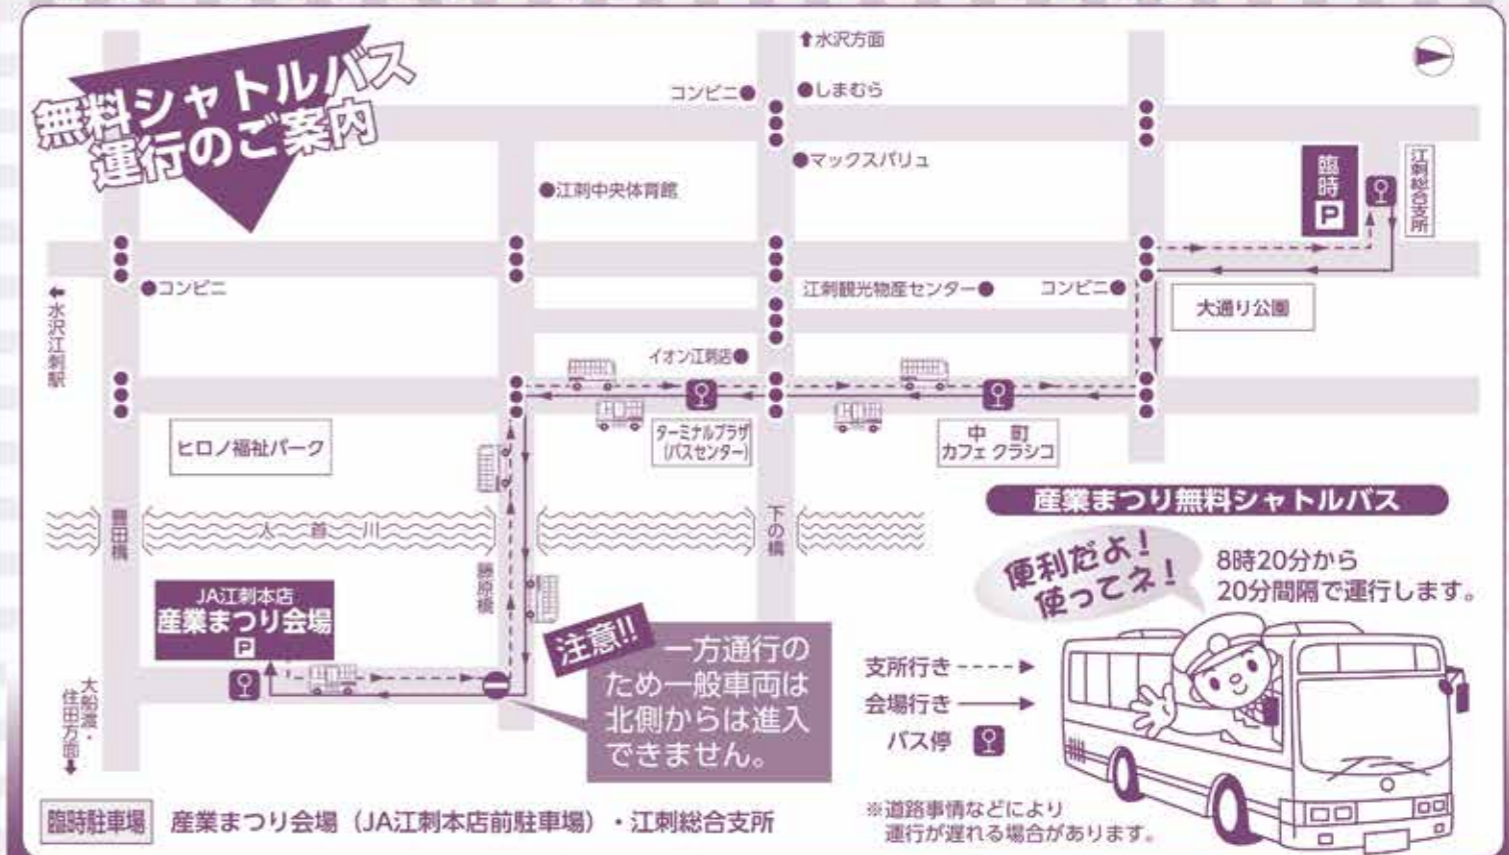 無料シャトルバス
運行のご案内
水沢方面
コンビニ
しまむら
マックスバリュ
江刺中央体育館
臨時
P
江刺総合支所
コンビニ
江刺観光物産センター
コンビニ
大通り公園
水沢江刺駅
イオン江刺店
ヒロノ福祉パーク
ターミナルプラザ
(バスセンター)
中町
カフェ クラシコ
豊田橋
人首川
藤原橋
下の橋
JA江刺本店
産業まつり会場
P
大船渡・
住田方面
注意!!
一方通行の
ため一般車両は
北側からは進入
できません。
産業まつり無料シャトルバス
便利だよ!
使ってネ!
8時20分から
20分間隔で運行します。
支所行き
会場行き
バス停
※道路事情などにより
運行が遅れる場合があります。
臨時駐車場 産業まつり会場(JA江刺本店前駐車場)・江刺総合支所